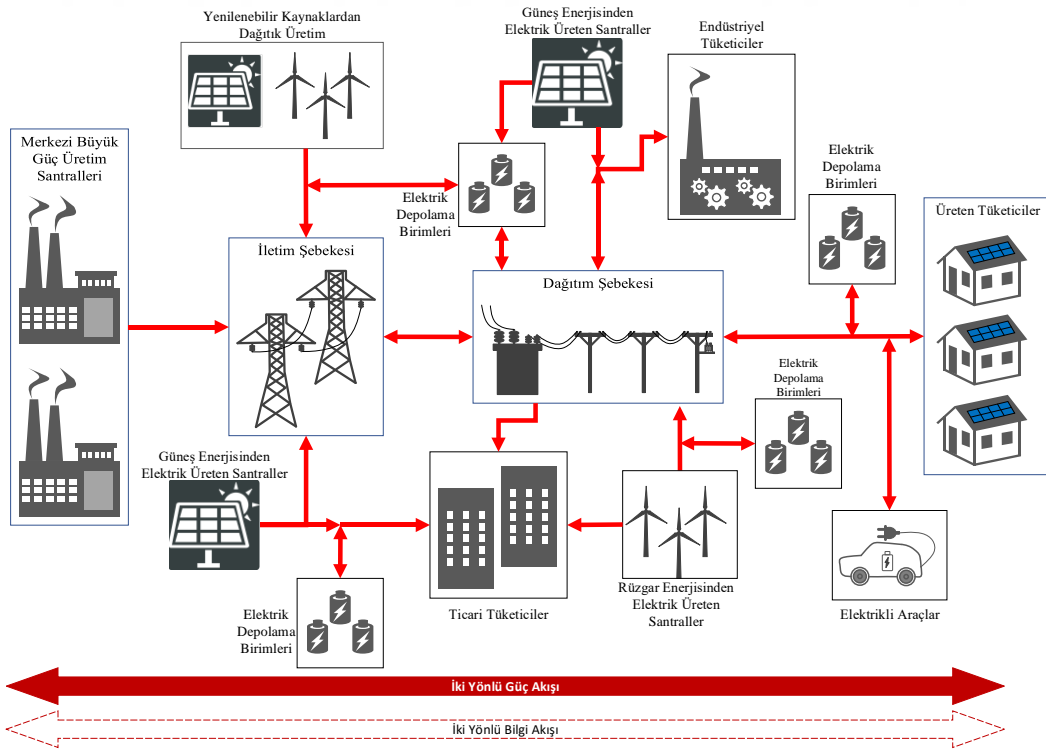 Yenilenebilir Kaynaklardan
Dağıtık Üretim
Güneş Enerjisinden
Elektrik Üreten Santraller
Endüstriyel
Tüketiciler
Merkezi Büyük
Güç Üretim
Santralleri
Elektrik
Depolama
Birimleri
Elektrik
Depolama
Birimleri
Üreten Tüketiciler
İletim Şebekesi
Dağıtım Şebekesi
Elektrik
Depolama
Birimleri
Güneş Enerjisinden
Elektrik Üreten Santraller
Elektrik
Depolama
Birimleri
Ticari Tüketiciler
Rüzgar Enerjisinden
Elektrik Üreten
Santraller
Elektrikli Araçlar
İki Yönlü Güç Akışı
İki Yönlü Bilgi Akışı